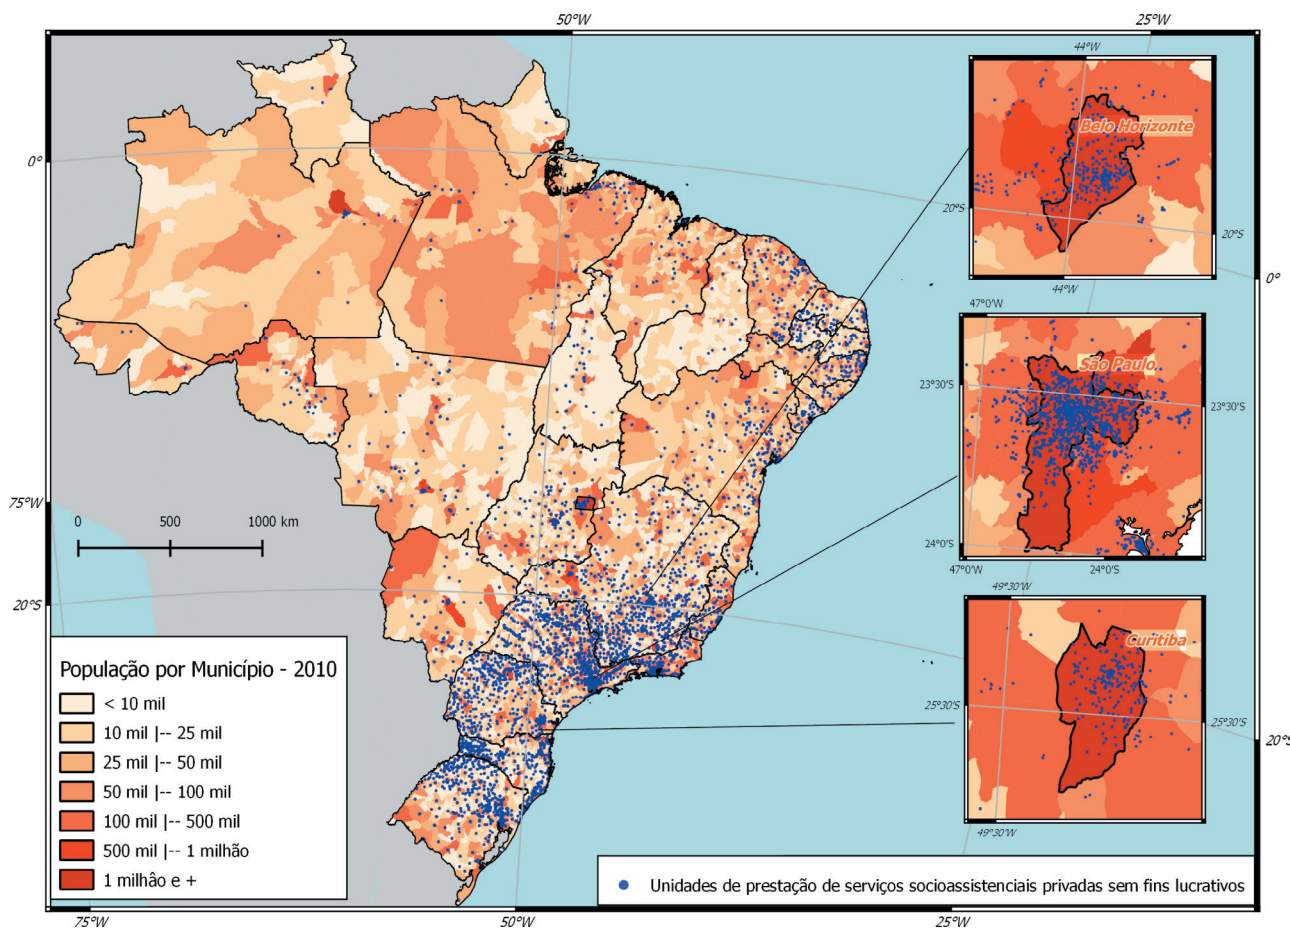 50°W
25°W
44°W
Belo Horizonte
0°
20°S
20°S
44°W
0°
47°0'W
São Paulo
23°30'S
23°30'S
75°W
0 500 1000 km
24°0'S
47°0'W
24°0'S
49°30'W
20°S
Curitiba
População por Município - 2010
< 10 mil
10 mil |-- 25 mil
25 mil |-- 50 mil
50 mil |-- 100 mil
100 mil |-- 500 mil
500 mil |-- 1 milhão
1 milhâo e +
25°30'S
25°30'S
20°S
49°30'W
Unidades de prestação de serviços socioassistenciais privadas sem fins lucrativos
75°W
50°W
25°W